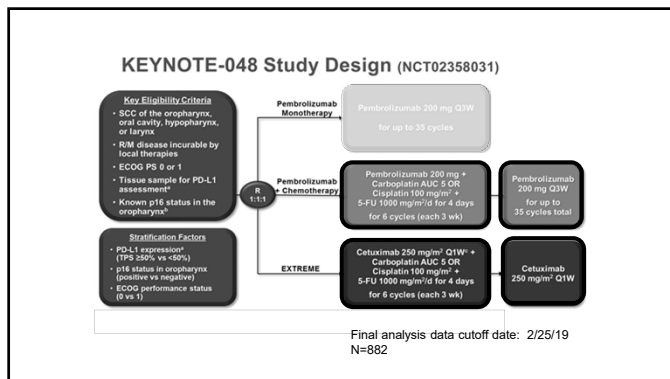 KEYNOTE-048 Study Design (NCT02358031)
Key Eligibility Criteria
• SCC of the oropharynx,
oral cavity, hypopharynx,
or larynx
• R/M disease incurable by
local therapies
• ECOG PS 0 or 1
• Tissue sample for PD-L1
assessmentᵃ
• Known p16 status in the
oropharynxᵇ
Stratification Factors
• PD-L1 expressionᵃ
(TPS ≥50% vs <50%)
• p16 status in oropharynx
(positive vs negative)
• ECOG performance status
(0 vs 1)
R
1:1:1
Pembrolizumab
Monotherapy
Pembrolizumab 200 mg Q3W
for up to 35 cycles
Pembrolizumab
+ Chemotherapy
Pembrolizumab 200 mg +
Carboplatin AUC 5 OR
Cisplatin 100 mg/m² +
5-FU 1000 mg/m²/d for 4 days
for 6 cycles (each 3 wk)
Pembrolizumab
200 mg Q3W
for up to
35 cycles total
EXTREME
Cetuximab 250 mg/m² Q1Wᶜ +
Carboplatin AUC 5 OR
Cisplatin 100 mg/m² +
5-FU 1000 mg/m²/d for 4 days
for 6 cycles (each 3 wk)
Cetuximab
250 mg/m² Q1W
Final analysis data cutoff date: 2/25/19
N=882